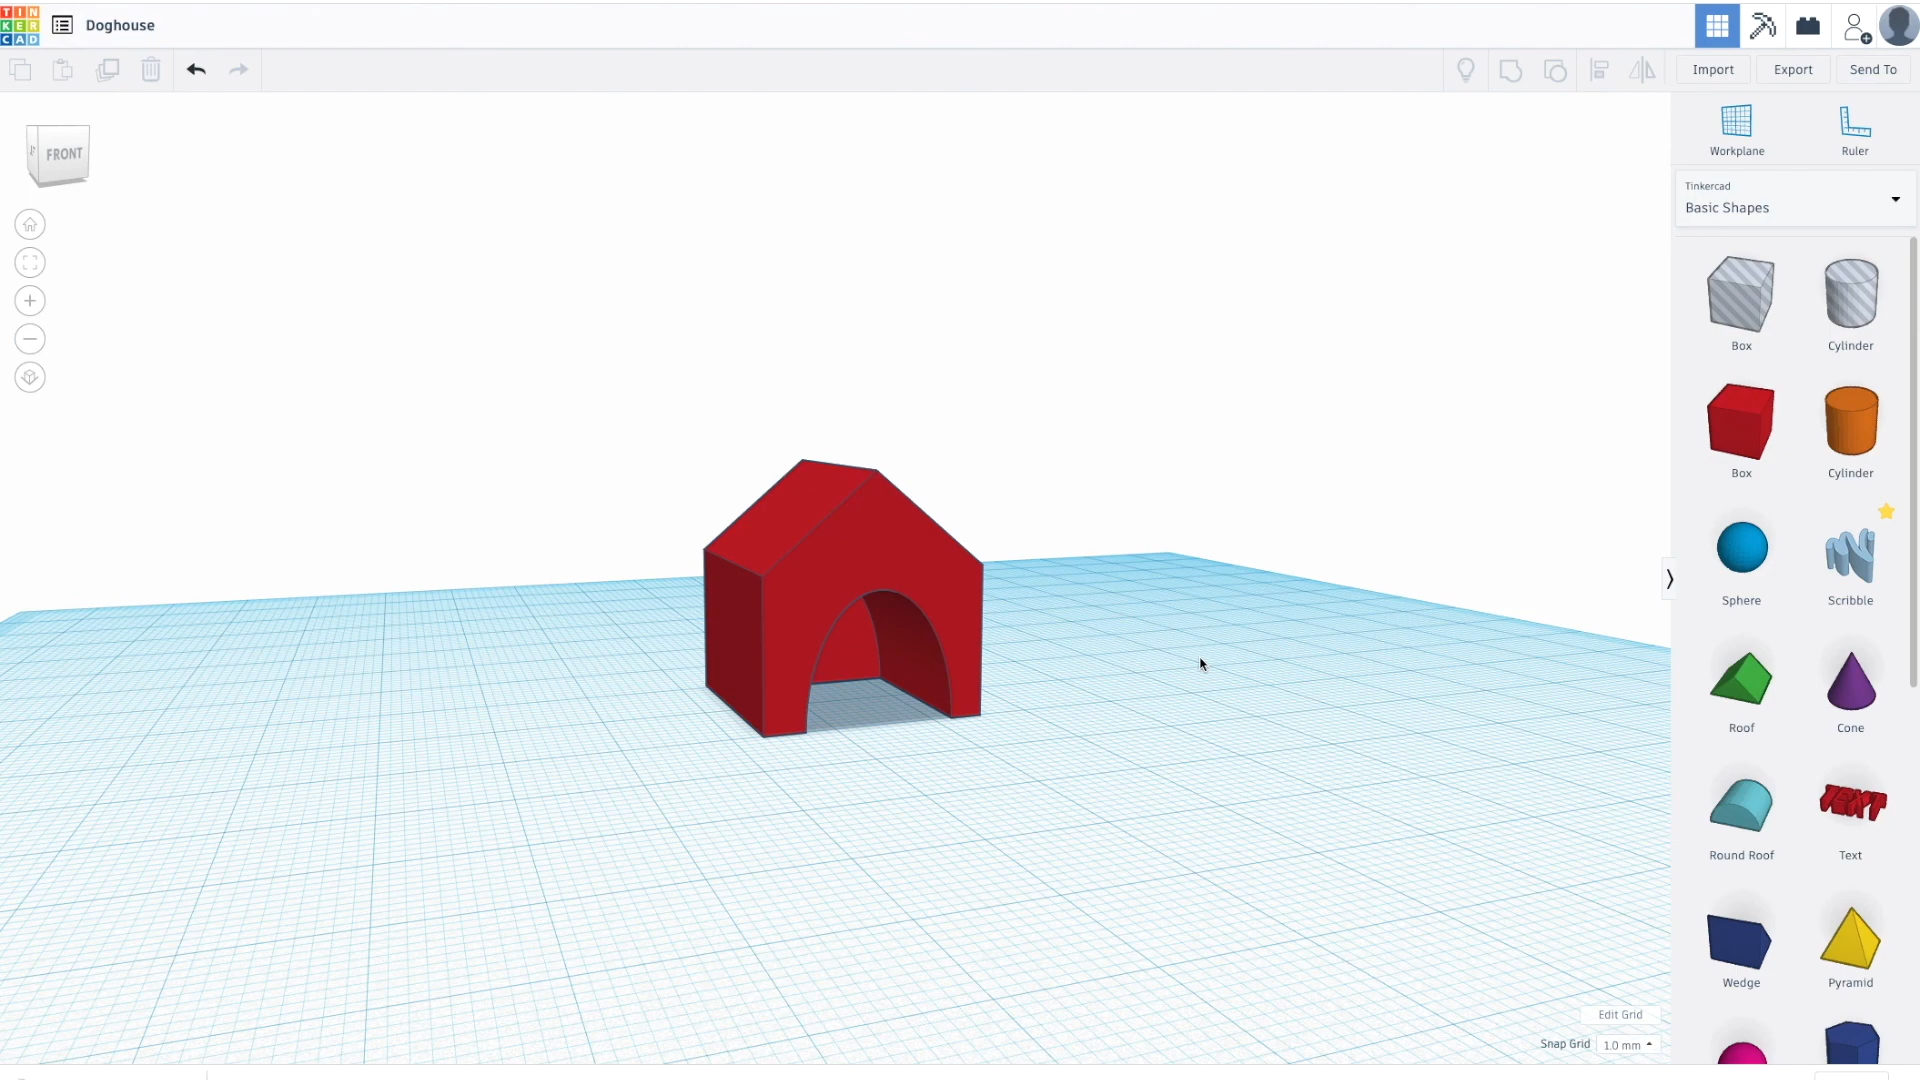 TIN
KER
CAD
Doghouse
Import
Export
Send To
FRONT
Workplane
Ruler
Tinkercad
Basic Shapes
Box
Cylinder
Box
Cylinder
Sphere
Scribble
Roof
Cone
Round Roof
TEXT
Text
Wedge
Pyramid
Edit Grid
Snap Grid
1.0 mm